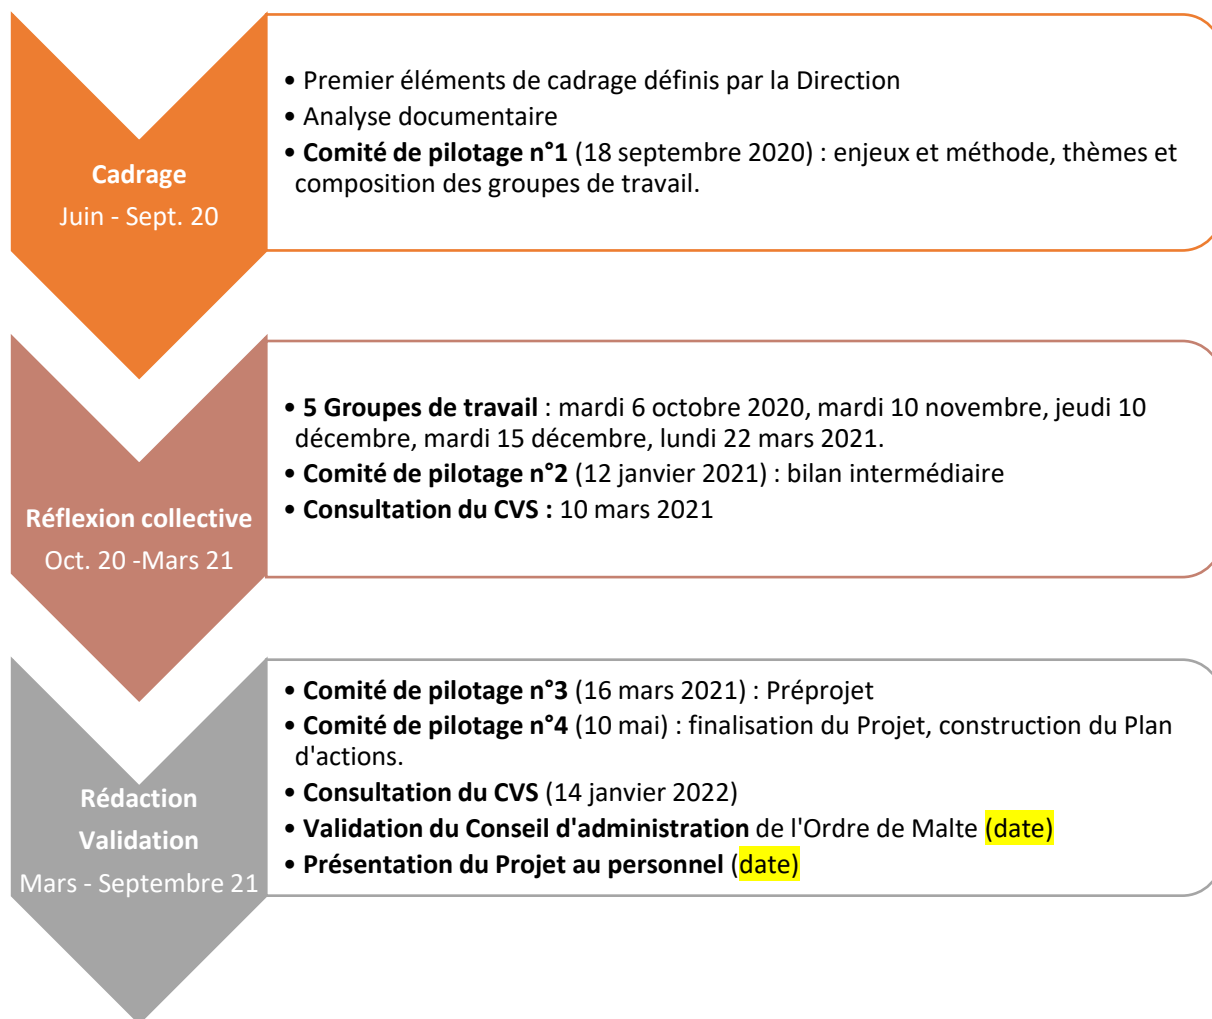 Cadrage
Juin - Sept. 20
• Premier éléments de cadrage définis par la Direction
• Analyse documentaire
• Comité de pilotage n°1 (18 septembre 2020) : enjeux et méthode, thèmes et
composition des groupes de travail.
Réflexion collective
Oct. 20 -Mars 21
• 5 Groupes de travail : mardi 6 octobre 2020, mardi 10 novembre, jeudi 10
décembre, mardi 15 décembre, lundi 22 mars 2021.
• Comité de pilotage n°2 (12 janvier 2021) : bilan intermédiaire
• Consultation du CVS : 10 mars 2021
Rédaction
Validation
Mars - Septembre 21
• Comité de pilotage n°3 (16 mars 2021) : Préprojet
• Comité de pilotage n°4 (10 mai) : finalisation du Projet, construction du Plan
d'actions.
• Consultation du CVS (14 janvier 2022)
• Validation du Conseil d'administration de l'Ordre de Malte (date)
• Présentation du Projet au personnel (date)